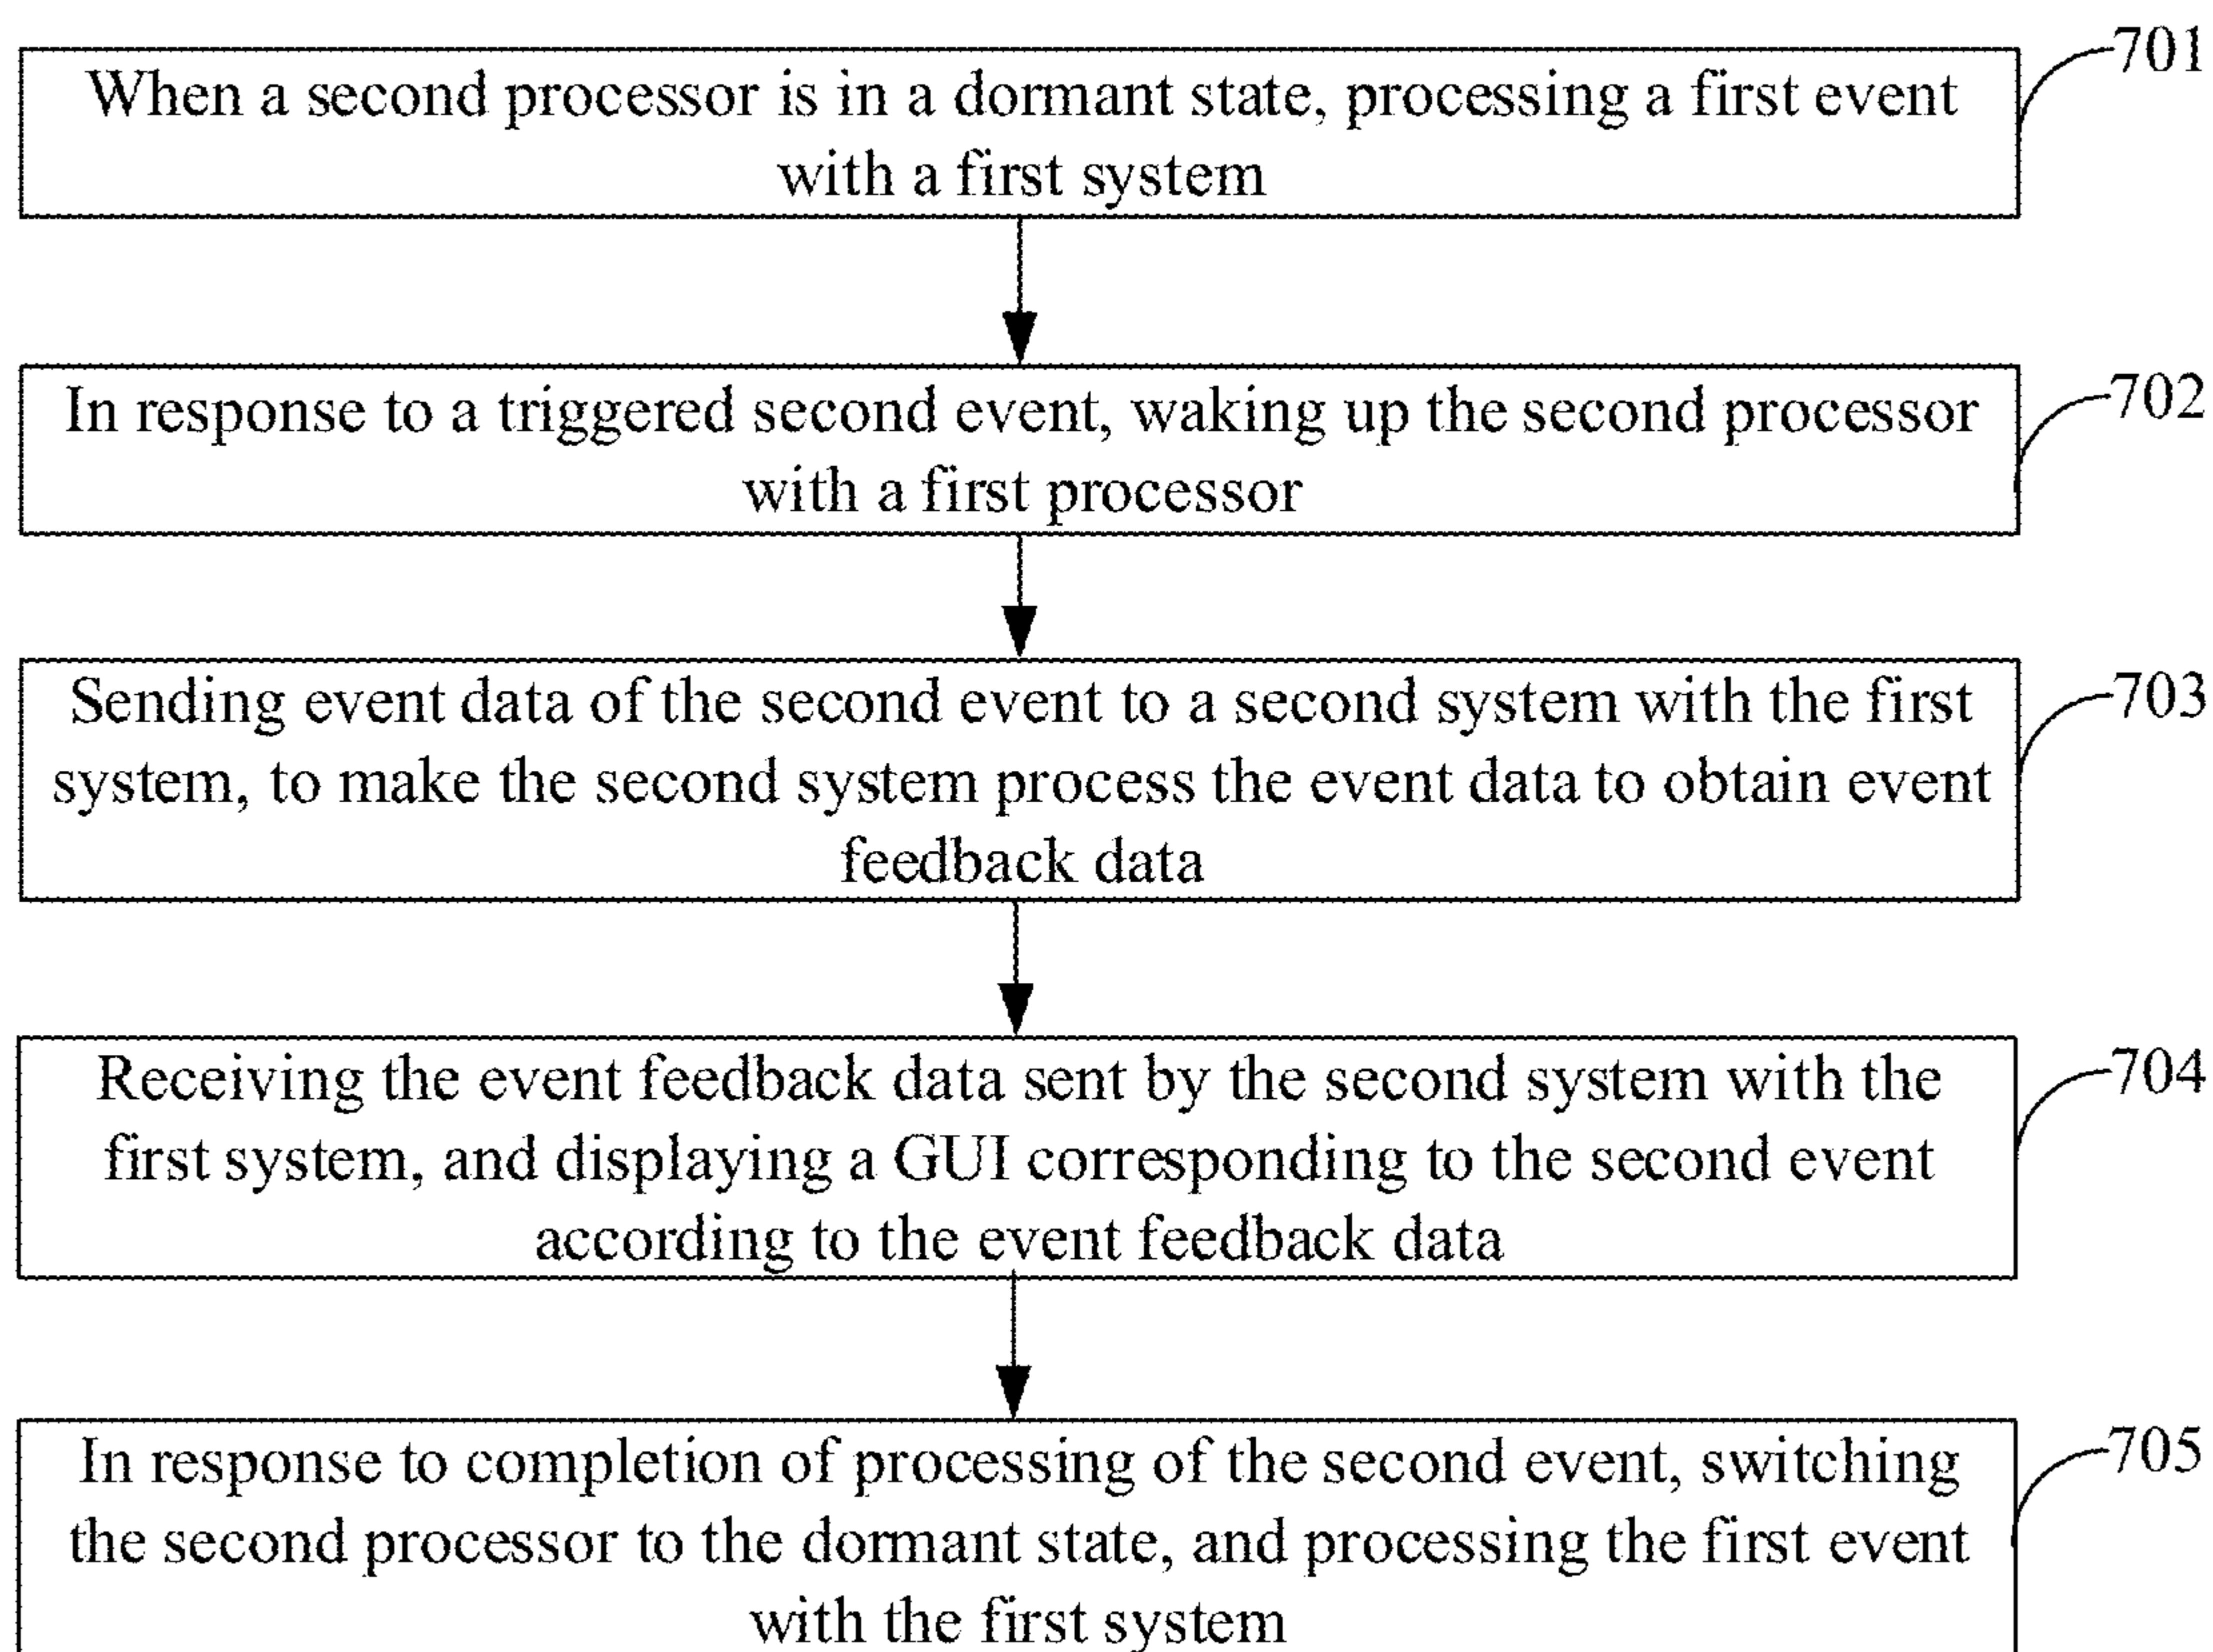 701
When a second processor is in a dormant state, processing a first event
with a first system
702
In response to a triggered second event, waking up the second processor
with a first processor
703
Sending event data of the second event to a second system with the first
system, to make the second system process the event data to obtain event
feedback data
704
Receiving the event feedback data sent by the second system with the
first system, and displaying a GUI corresponding to the second event
according to the event feedback data
705
In response to completion of processing of the second event, switching
the second processor to the dormant state, and processing the first event
with the first system